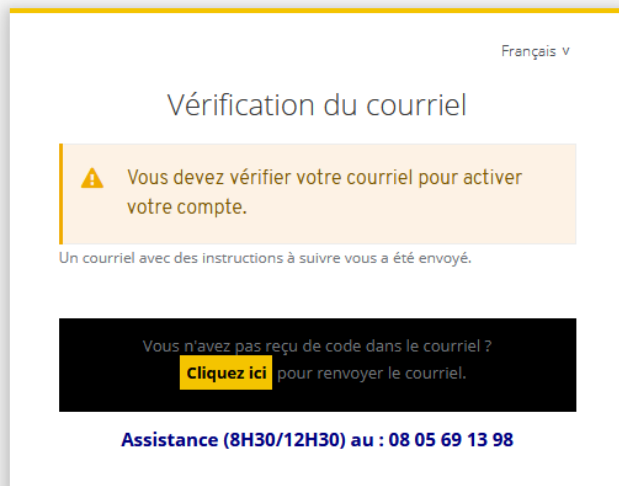 Français v
Vérification du courriel
Vous devez vérifier votre courriel pour activer
votre compte.
Un courriel avec des instructions à suivre vous a été envoyé.
Vous n'avez pas reçu de code dans le courriel ?
Cliquez ici pour renvoyer le courriel.
Assistance (8H30/12H30) au : 08 05 69 13 98